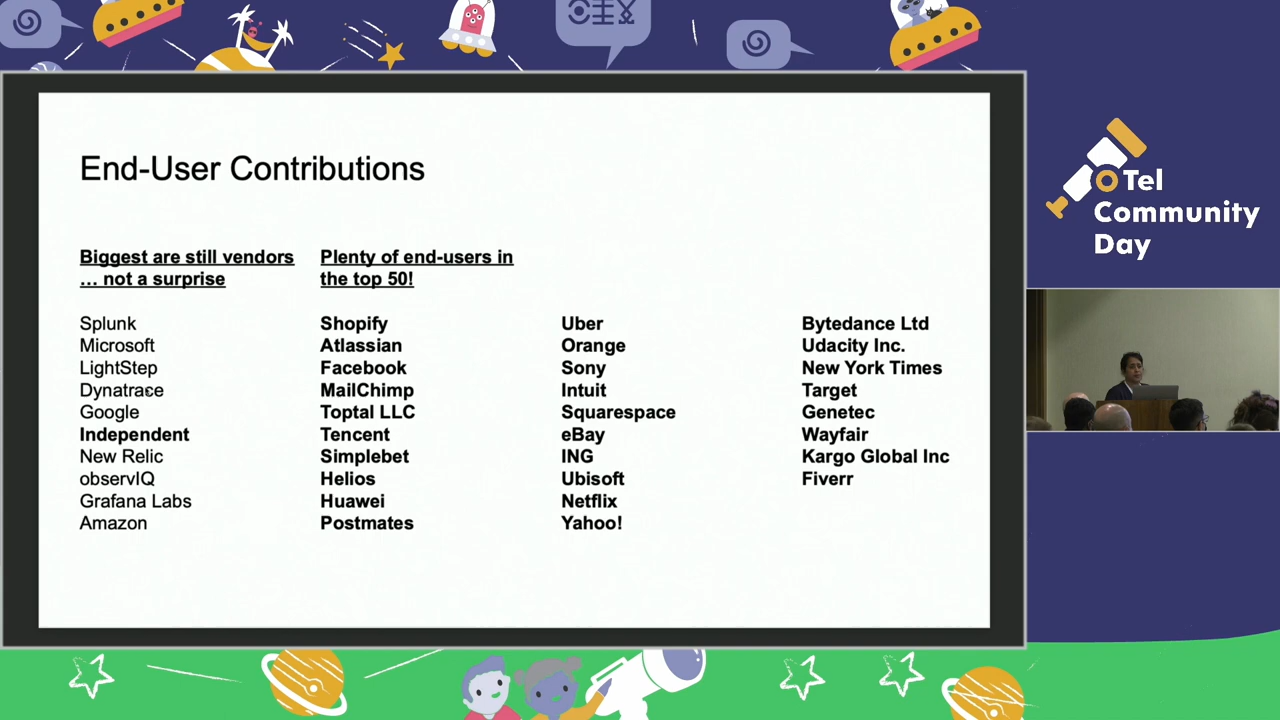 End-User Contributions
Biggest are still vendors
… not a surprise
Splunk
Microsoft
LightStep
Dynatrace
Google
Independent
New Relic
observIQ
Grafana Labs
Amazon
Plenty of end-users in
the top 50!
Shopify
Atlassian
Facebook
MailChimp
Toptal LLC
Tencent
Simplebet
Helios
Huawei
Postmates
Uber
Orange
Sony
Intuit
Squarespace
eBay
ING
Ubisoft
Netflix
Yahoo!
Bytedance Ltd
Udacity Inc.
New York Times
Target
Genetec
Wayfair
Kargo Global Inc
Fiverr
OTel
Community
Day